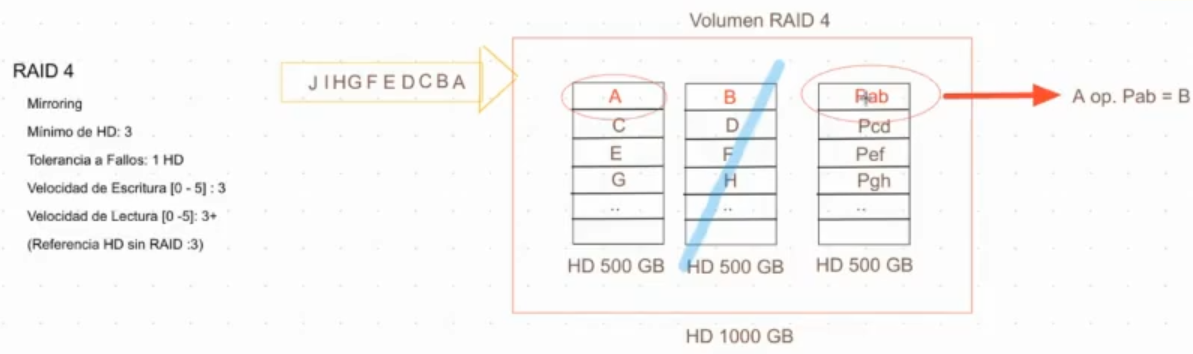 Volumen RAID 4
RAID 4
Mirroring
Mínimo de HD: 3
Tolerancia a Fallos: 1 HD
Velocidad de Escritura [0 - 5] : 3
Velocidad de Lectura [0 -5]: 3+
(Referencia HD sin RAID :3)
J I H G F E D C B A
A B Pab
C D Pcd
E F Pef
G H Pgh
.. .. ..
HD 500 GB HD 500 GB HD 500 GB
A op. Pab = B
HD 1000 GB